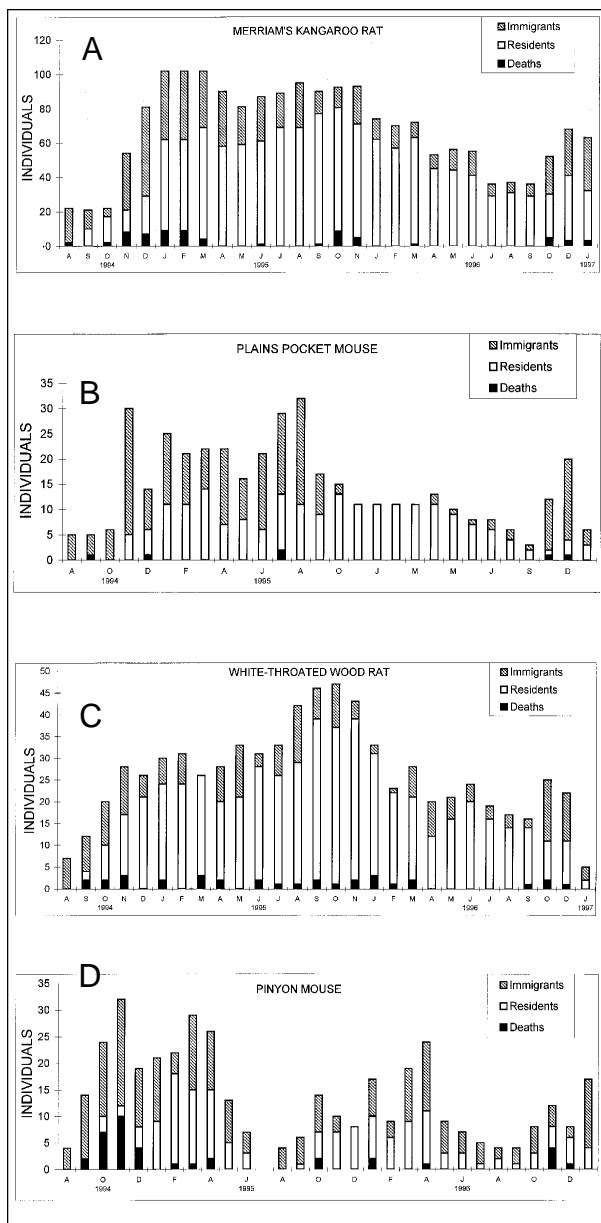 A
MERRIAM'S KANGAROO RAT
Immigrants
Residents
Deaths
INDIVIDUALS
120
100
80
60
40
20
0
A S O N D J F M A M J J A S O N J F M A M J J A S O D J
1994 1995 1996 1997
B
PLAINS POCKET MOUSE
Immigrants
Residents
Deaths
INDIVIDUALS
35
30
25
20
15
10
5
0
A O D F A J A O J M M J S D
1994 1995
C
WHITE-THROATED WOOD RAT
Immigrants
Residents
Deaths
INDIVIDUALS
50
45
40
35
30
25
20
15
10
5
0
A S O N D J F M A M J J A S O N J F M A M J J A S O D J
1994 1995 1996 1997
D
PINYON MOUSE
Immigrants
Residents
Deaths
INDIVIDUALS
35
30
25
20
15
10
5
0
A O D F A J A O D F A J A O D
1994 1995 1996